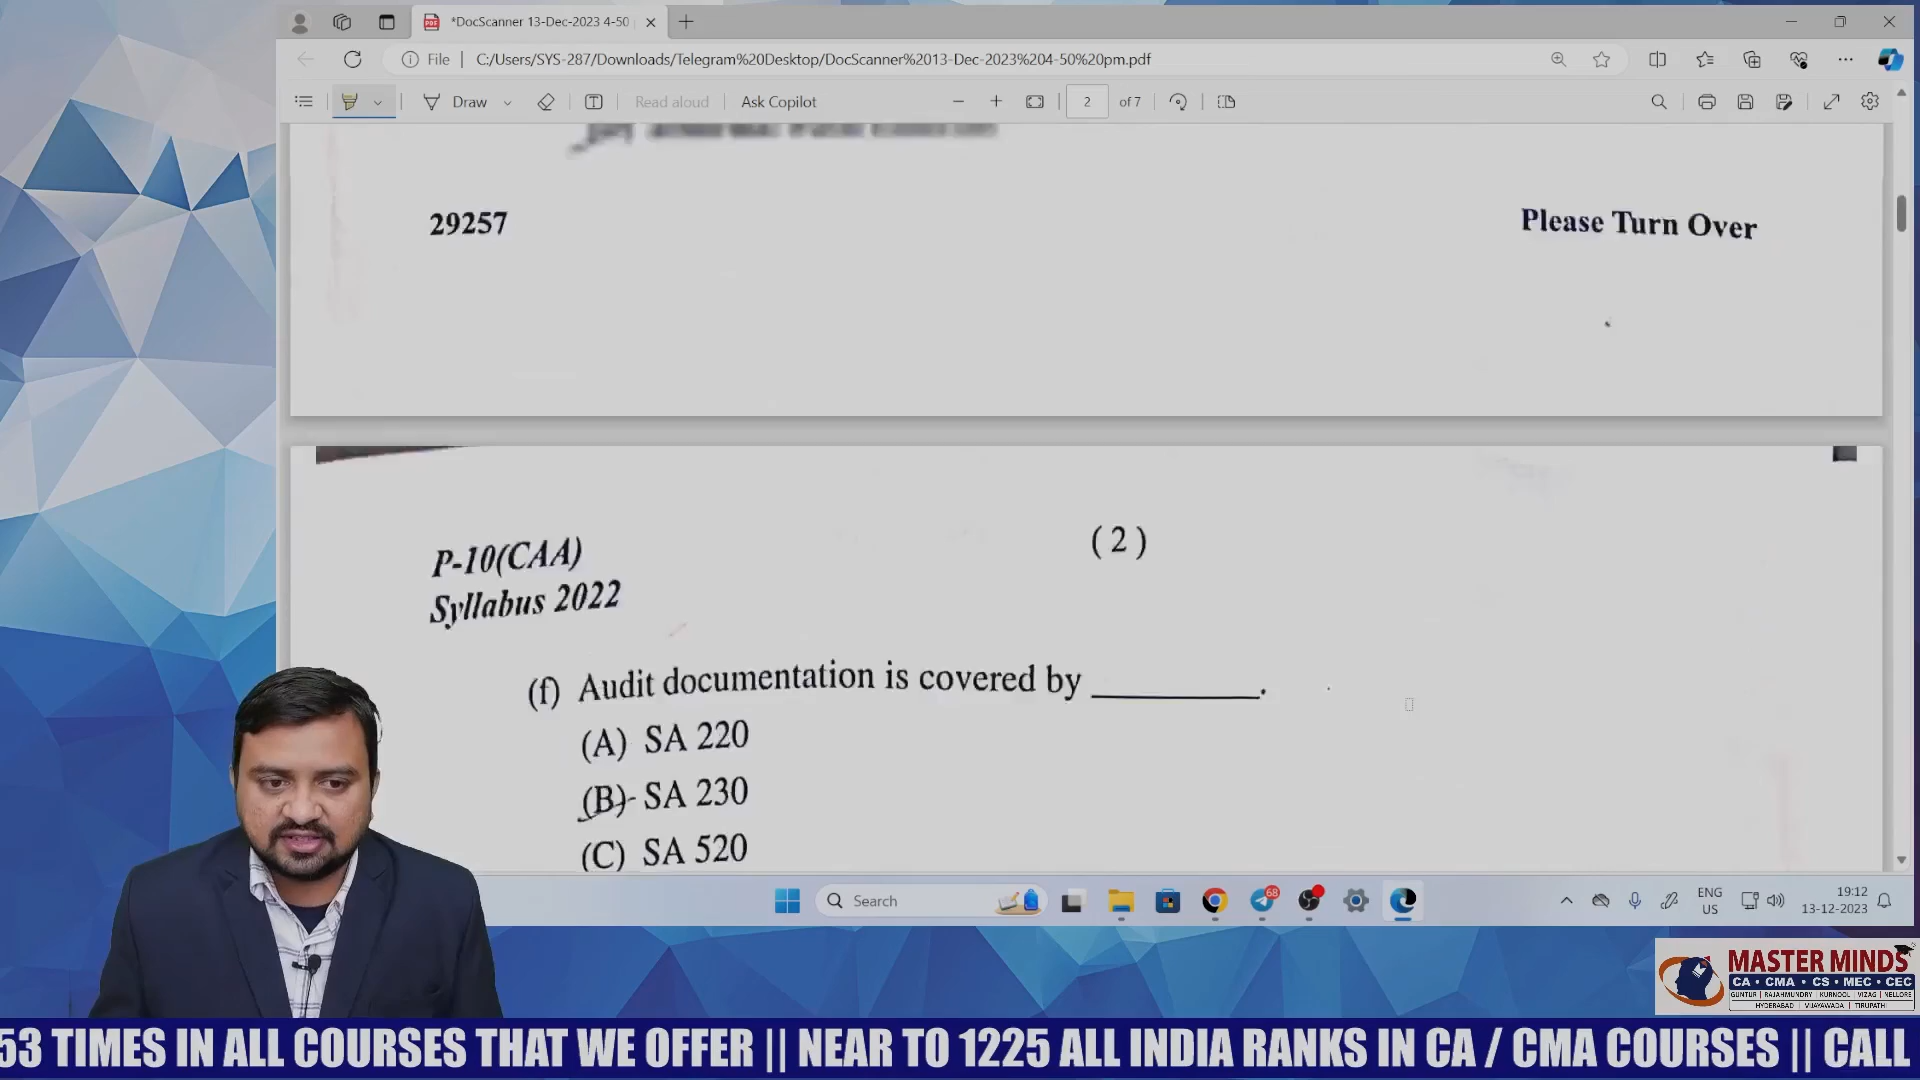 *DocScanner 13-Dec-2023 4-50
File
C:/Users/SYS-287/Downloads/Telegram%20Desktop/DocScanner%2013-Dec-2023%204-50%20pm.pdf
Draw
Read aloud
Ask Copilot
2 of 7
29257
Please Turn Over
P-10(CAA)
( 2 )
Syllabus 2022
(f) Audit documentation is covered by ________.
(A) SA 220
(B) SA 230
(C) SA 520
Search
68
ENG
US
19:12
13-12-2023
MASTER MINDS
CA • CMA • CS • MEC • CEC
GUNTUR | RAJAHMUNDRY | KURNOOL | VIZAG | NELLORE
HYDERABAD | VIJAYAWADA | TIRUPATHI
53 TIMES IN ALL COURSES THAT WE OFFER || NEAR TO 1225 ALL INDIA RANKS IN CA / CMA COURSES || CALL